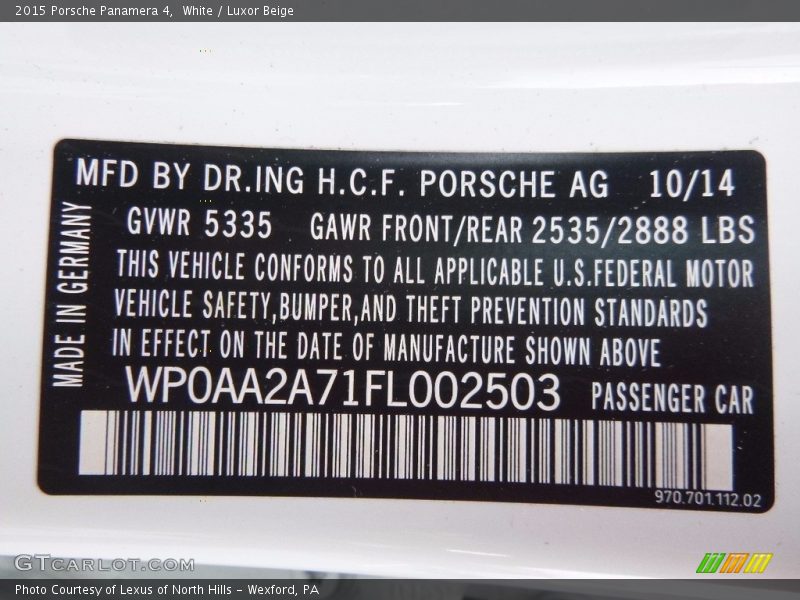 2015 Porsche Panamera 4, White / Luxor Beige
MFD BY DR.ING H.C.F. PORSCHE AG 10/14
GVWR 5335 GAWR FRONT/REAR 2535/2888 LBS
THIS VEHICLE CONFORMS TO ALL APPLICABLE U.S.FEDERAL MOTOR
VEHICLE SAFETY,BUMPER,AND THEFT PREVENTION STANDARDS
IN EFFECT ON THE DATE OF MANUFACTURE SHOWN ABOVE
MADE IN GERMANY
WP0AA2A71FL002503 PASSENGER CAR
970.701.112.02
GTCARLOT.COM
Photo Courtesy of Lexus of North Hills - Wexford, PA